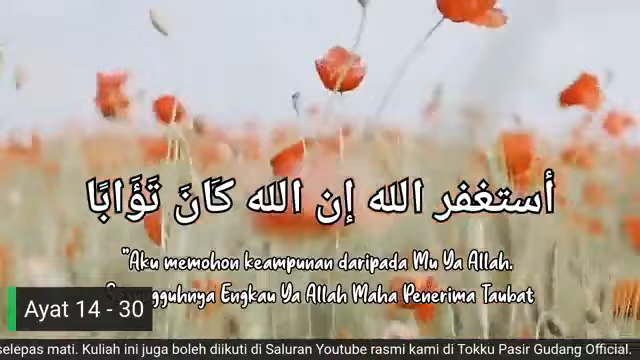 أستغفر الله إن الله كَانَ تَوَّابًا
"Aku memohon keampunan daripada Mu Ya Allah.
Engkau Ya Allah Maha Penerima Taubat
Ayat 14 - 30
selepas mati. Kuliah ini juga boleh diikuti di Saluran Youtube rasmi kami di Tokku Pasir Gudang Official.